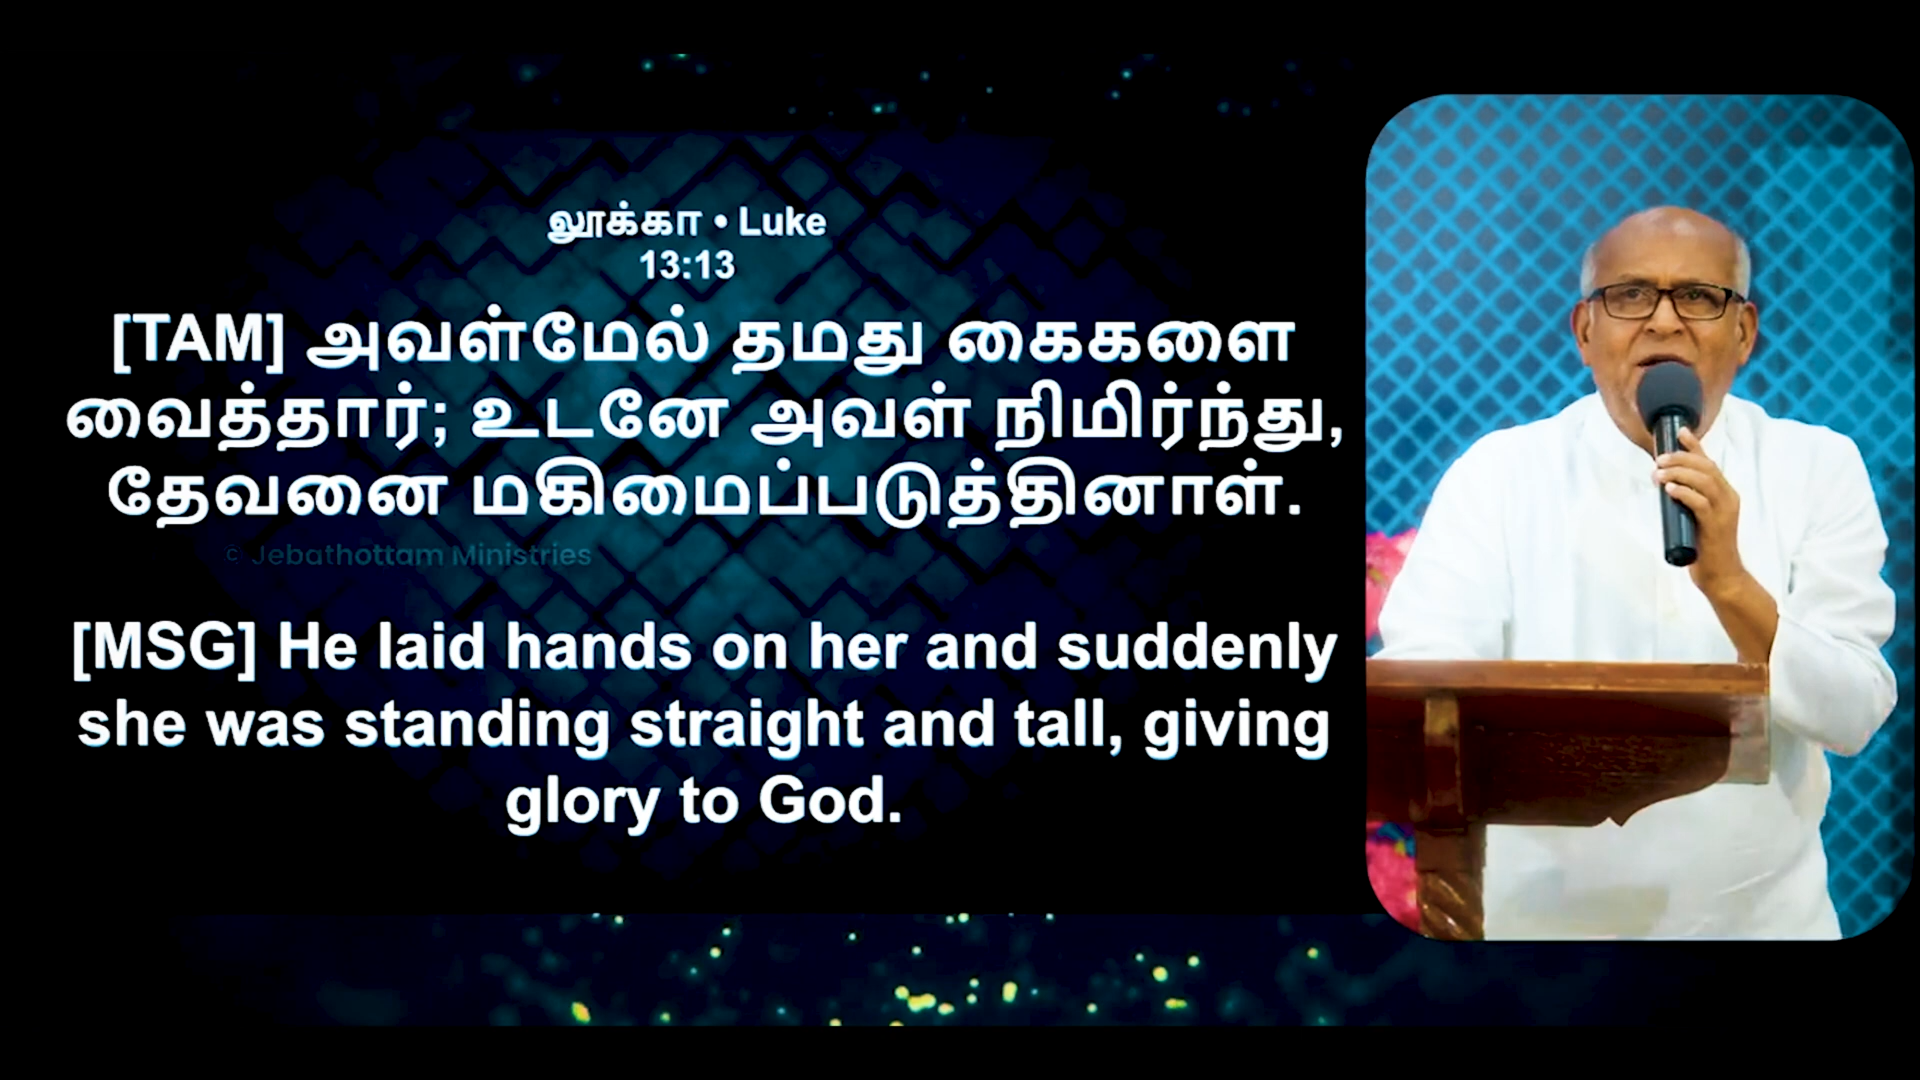 லூக்கா • Luke
13:13
[TAM] அவள்மேல் தமது கைகளை
வைத்தார்; உடனே அவள் நிமிர்ந்து,
தேவனை மகிமைப்படுத்தினாள்.
© Jebathottam Ministries
[MSG] He laid hands on her and suddenly
she was standing straight and tall, giving
glory to God.